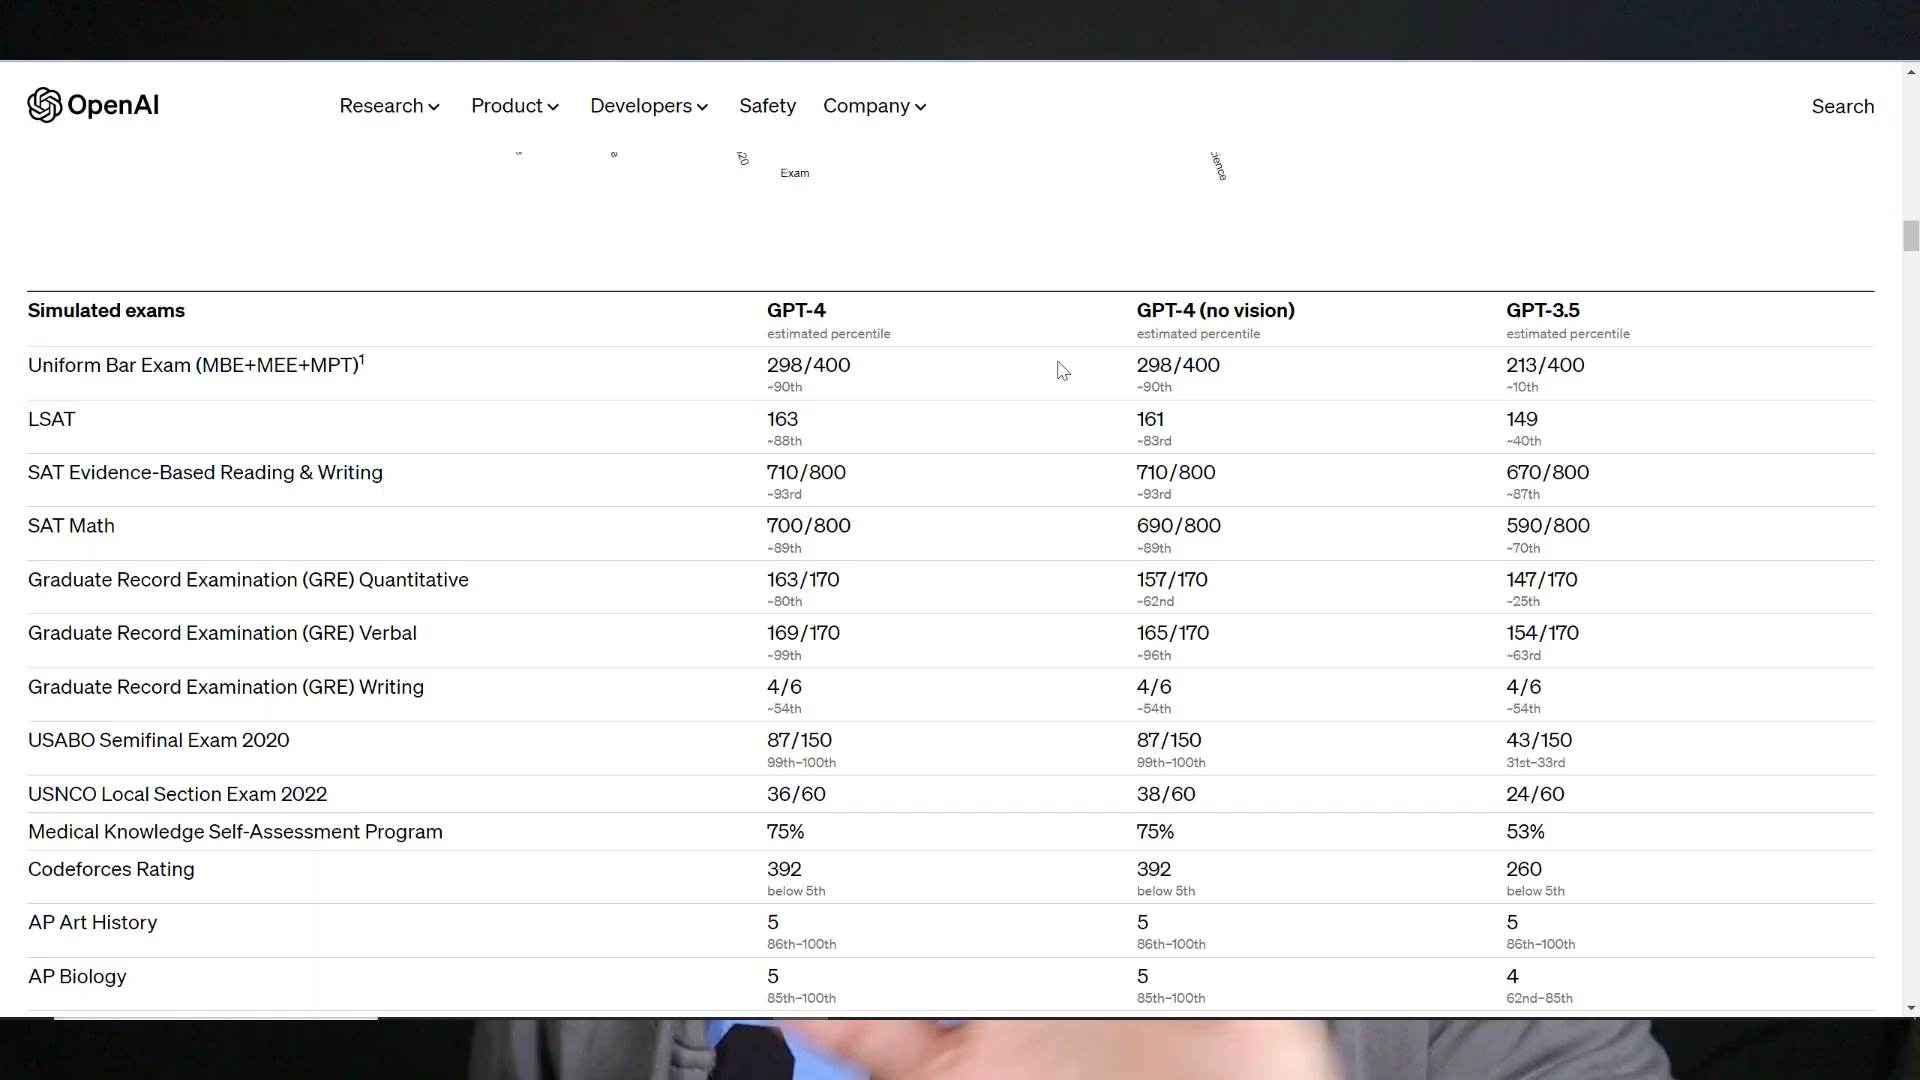 OpenAI
Research Product Developers Safety Company Search
20 ience
Exam
Simulated exams GPT-4 GPT-4 (no vision) GPT-3.5
estimated percentile estimated percentile estimated percentile
Uniform Bar Exam (MBE+MEE+MPT)1 298/400 298/400 213/400
~90th ~90th ~10th
LSAT 163 161 149
~88th ~83rd ~40th
SAT Evidence-Based Reading & Writing 710/800 710/800 670/800
~93rd ~93rd ~87th
SAT Math 700/800 690/800 590/800
~89th ~89th ~70th
Graduate Record Examination (GRE) Quantitative 163/170 157/170 147/170
~80th ~62nd ~25th
Graduate Record Examination (GRE) Verbal 169/170 165/170 154/170
~99th ~96th ~63rd
Graduate Record Examination (GRE) Writing 4/6 4/6 4/6
~54th ~54th ~54th
USABO Semifinal Exam 2020 87/150 87/150 43/150
99th–100th 99th–100th 31st–33rd
USNCO Local Section Exam 2022 36/60 38/60 24/60
Medical Knowledge Self-Assessment Program 75% 75% 53%
Codeforces Rating 392 392 260
below 5th below 5th below 5th
AP Art History 5 5 5
86th–100th 86th–100th 86th–100th
AP Biology 5 5 4
85th–100th 85th–100th 62nd–85th